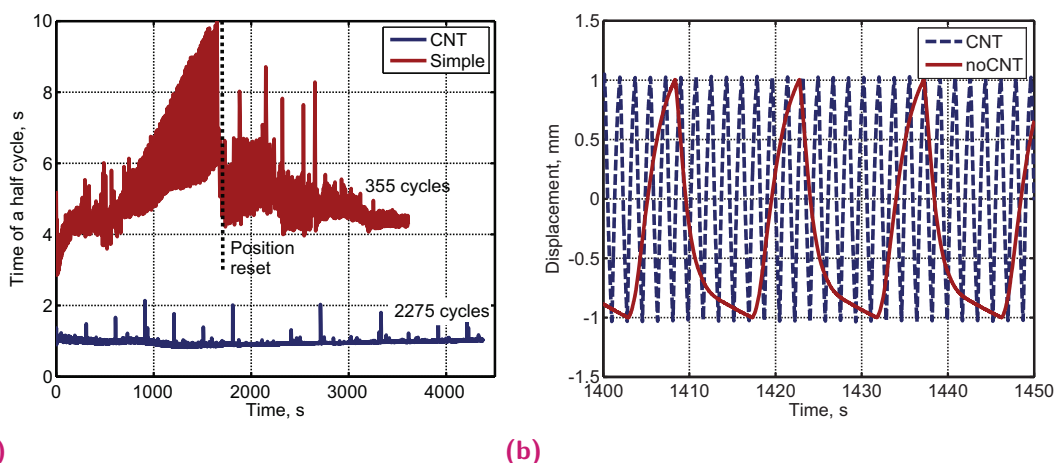 10
8
6
4
2
0
Time of a half cycle, s
CNT
Simple
355 cycles
Position
reset
2275 cycles
0 1000 2000 3000 4000
Time, s
)
1.5
1
0.5
0
-0.5
-1
-1.5
Displacement, mm
CNT
noCNT
1400 1410 1420 1430 1440 1450
Time, s
(b)